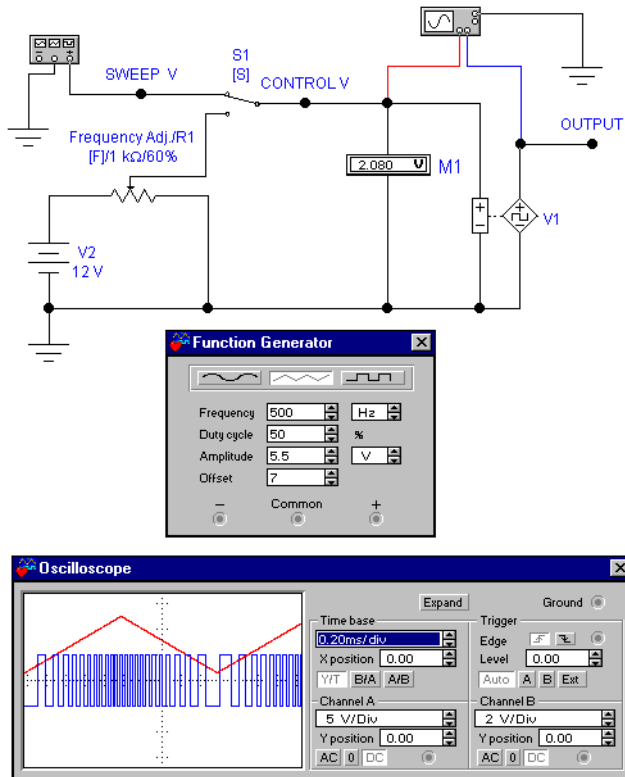 S1
[S]
SWEEP V
CONTROL V
OUTPUT
Frequency Adj./R1
[F]/1 kΩ/60%
2.080 V
M1
V1
V2
12 V
Function Generator
Frequency 500 Hz
Duty cycle 50 %
Amplitude 5.5 V
Offset 7
− Common +
Oscilloscope
Expand
Ground
Time base
0.20ms/div
X position 0.00
Y/T B/A A/B
Trigger
Edge
Level 0.00
Auto A B Ext
Channel A
5 V/Div
Y position 0.00
AC 0 DC
Channel B
2 V/Div
Y position 0.00
AC 0 DC